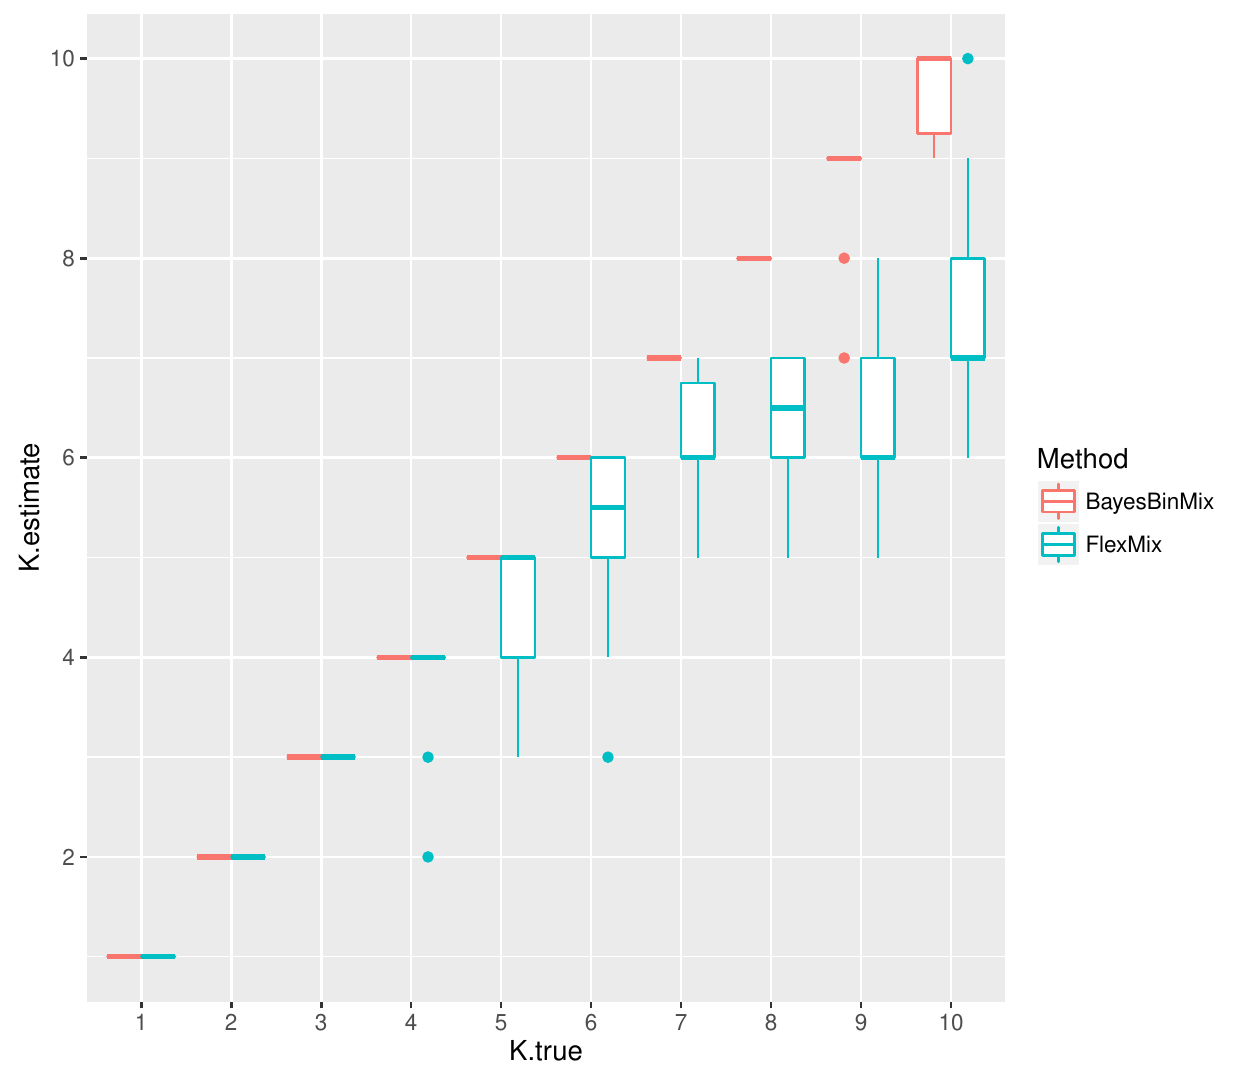 10
8
6
4
2
K.estimate
1 2 3 4 5 6 7 8 9 10
K.true
Method
BayesBinMix
FlexMix